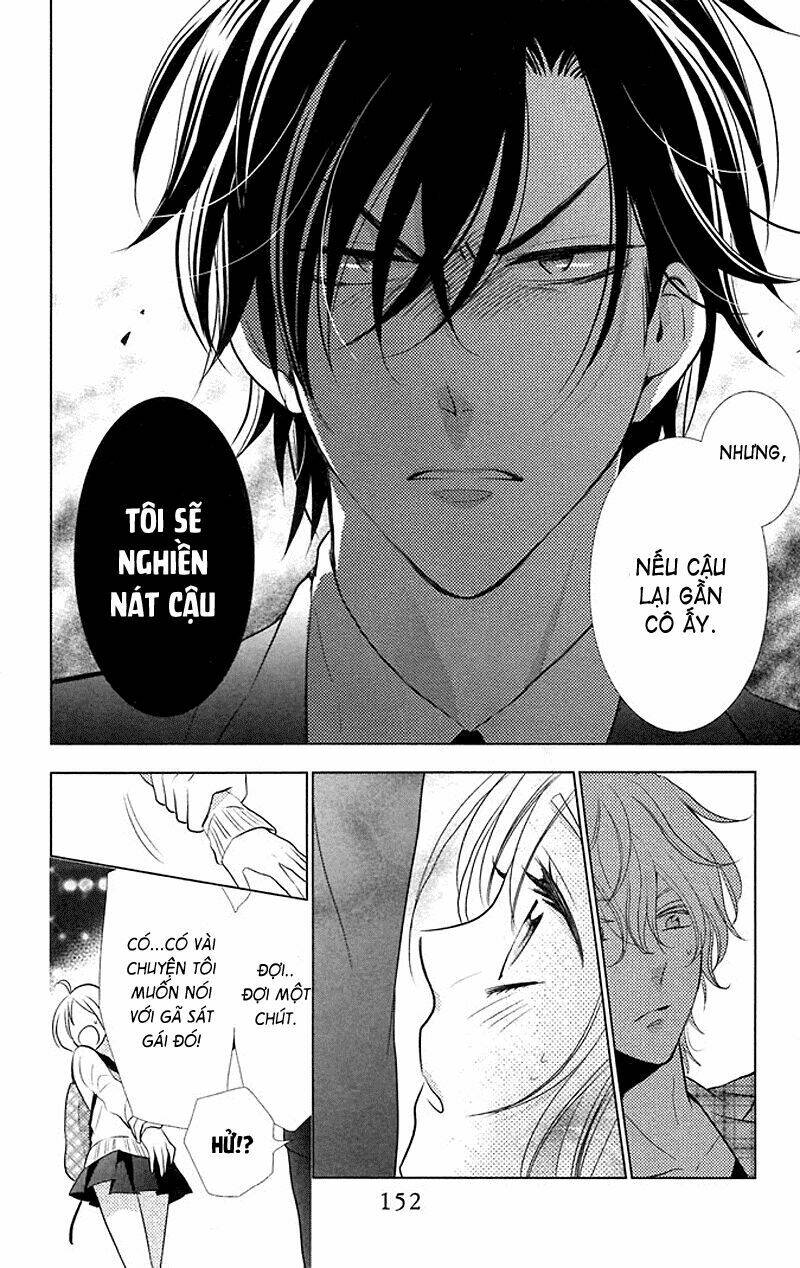 NHƯNG,
NẾU CẬU
LẠI GẦN
CÔ ẤY.
TÔI SẼ
NGHIỀN
NÁT CẬU
ĐỢI..
ĐỢI MỘT
CHÚT.
CÓ...CÓ VÀI
CHUYỆN TÔI
MUỐN NÓI
VỚI GÃ SÁT
GÁI ĐÓ!
HỬ!?
152